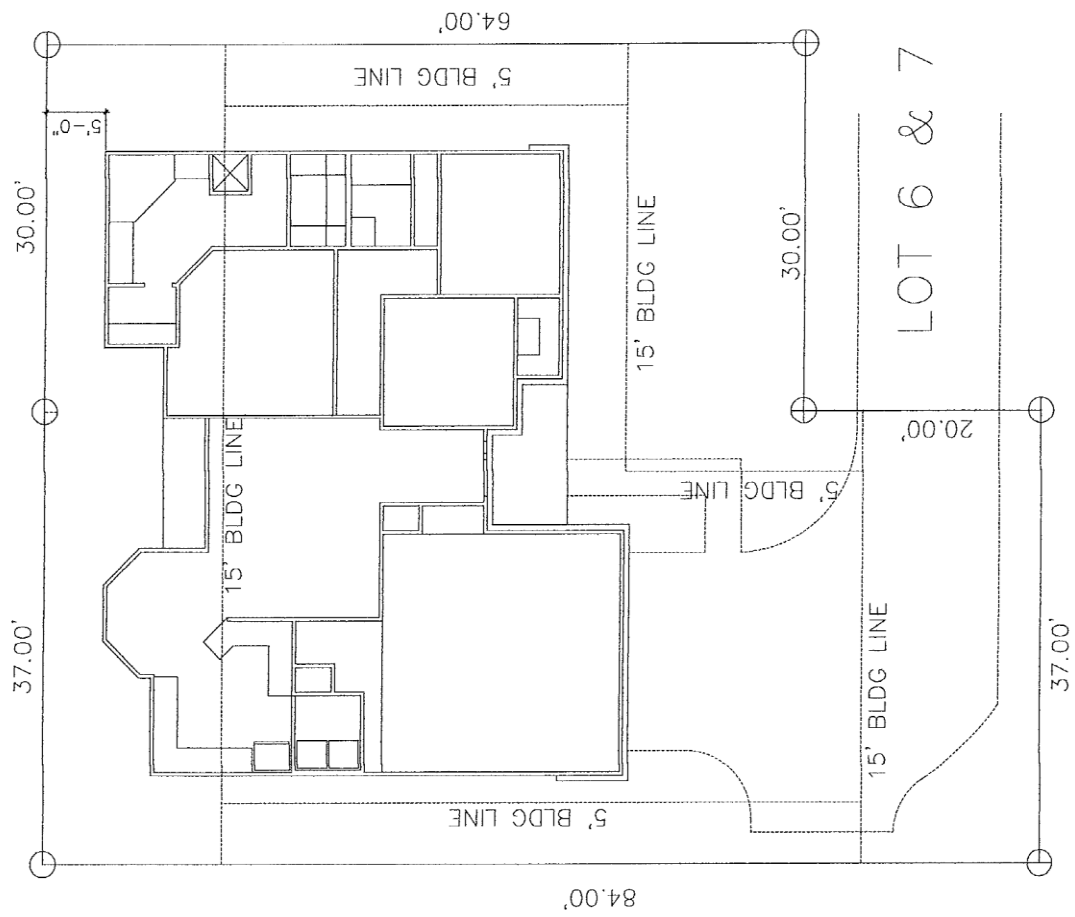 64.00'
5' BLDG LINE
5'-0"
30.00'
15' BLDG LINE
30.00'
LOT 6 & 7
20.00'
15' BLDG LINE
5' BLDG LINE
37.00'
15' BLDG LINE
37.00'
5' BLDG LINE
84.00'